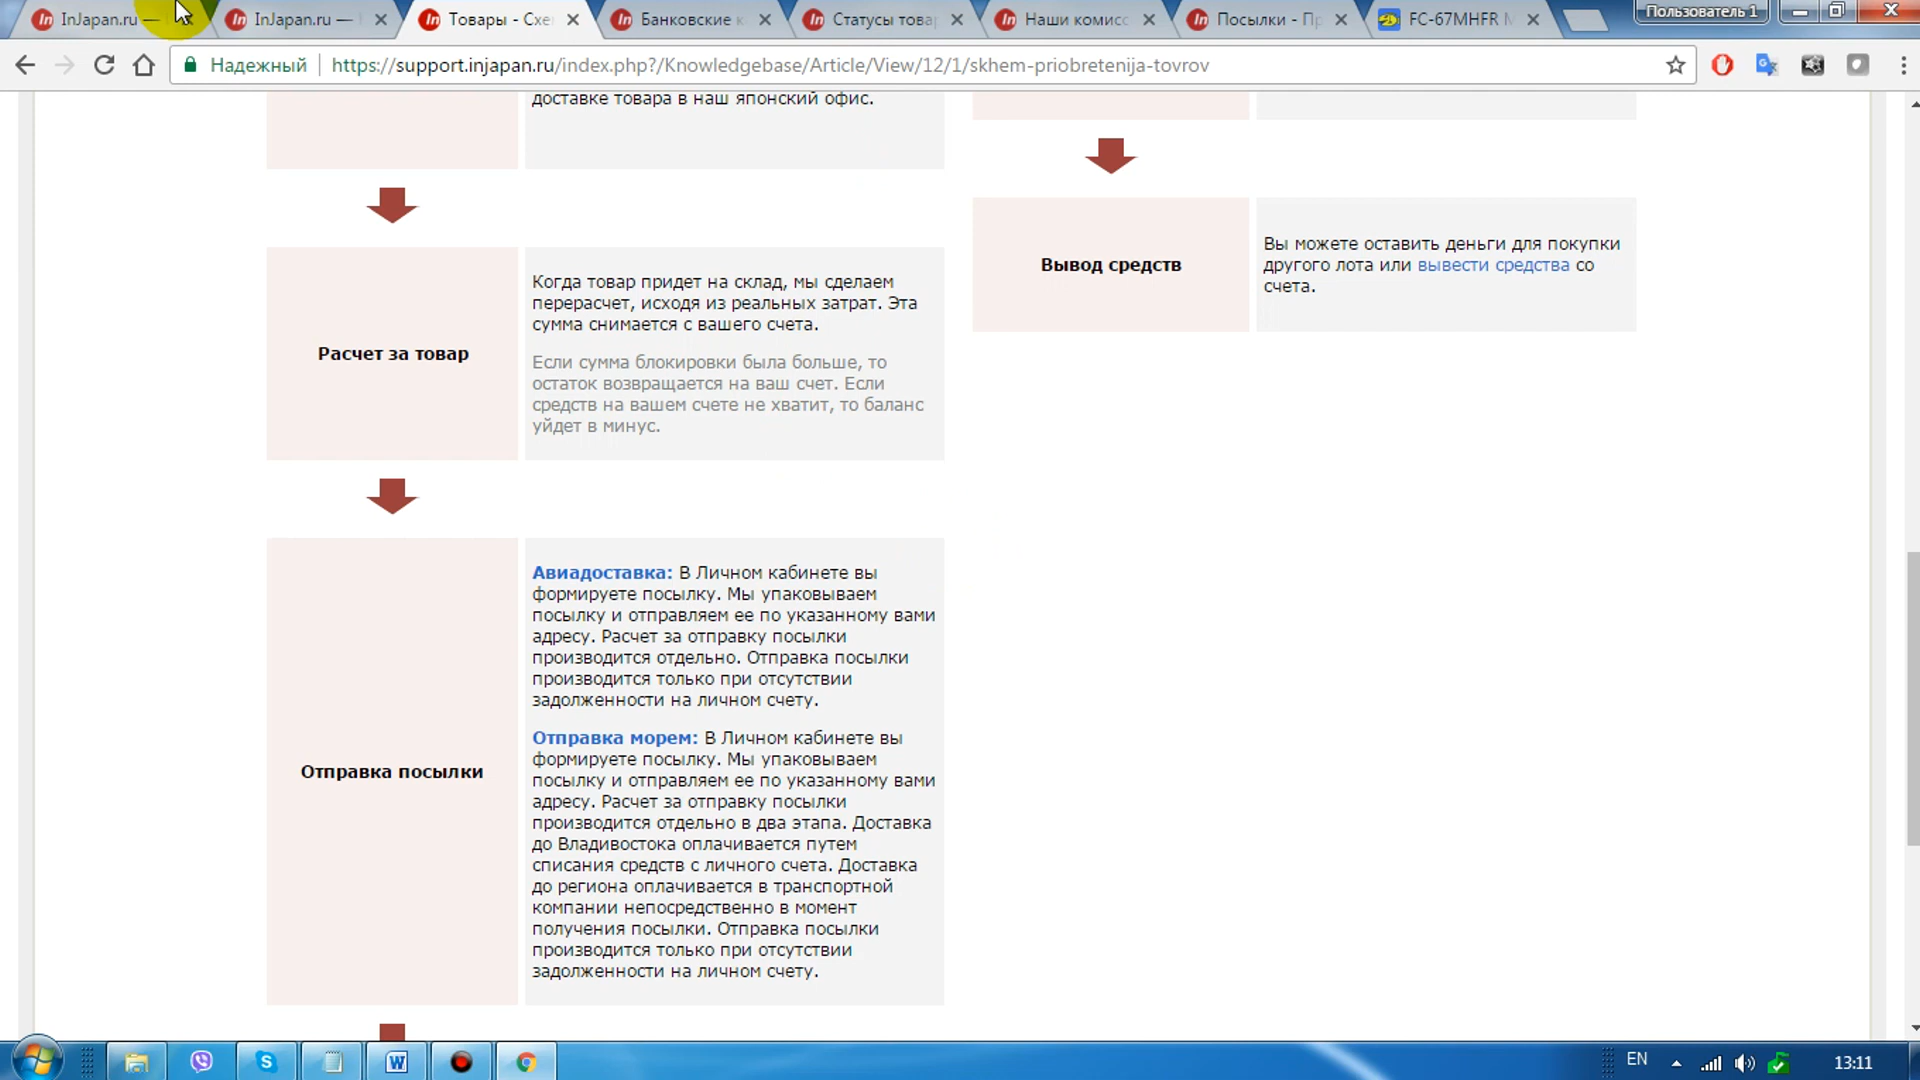 InJapan.ru —
InJapan.ru —
Товары - Схе
Банковские к
Статусы това
Наши комисс
Посылки - Пр
FC-67MHFR M
Пользователь 1
Надежный
https://support.injapan.ru/index.php?/Knowledgebase/Article/View/12/1/skhem-priobretenija-tovrov
доставке товара в наш японский офис.
Расчет за товар
Когда товар придет на склад, мы сделаем
перерасчет, исходя из реальных затрат. Эта
сумма снимается с вашего счета.
Если сумма блокировки была больше, то
остаток возвращается на ваш счет. Если
средств на вашем счете не хватит, то баланс
уйдет в минус.
Вывод средств
Вы можете оставить деньги для покупки
другого лота или вывести средства со
счета.
Отправка посылки
Авиадоставка: В Личном кабинете вы
формируете посылку. Мы упаковываем
посылку и отправляем ее по указанному вами
адресу. Расчет за отправку посылки
производится отдельно. Отправка посылки
производится только при отсутствии
задолженности на личном счету.
Отправка морем: В Личном кабинете вы
формируете посылку. Мы упаковываем
посылку и отправляем ее по указанному вами
адресу. Расчет за отправку посылки
производится отдельно в два этапа. Доставка
до Владивостока оплачивается путем
списания средств с личного счета. Доставка
до региона оплачивается в транспортной
компании непосредственно в момент
получения посылки. Отправка посылки
производится только при отсутствии
задолженности на личном счету.
EN
13:11